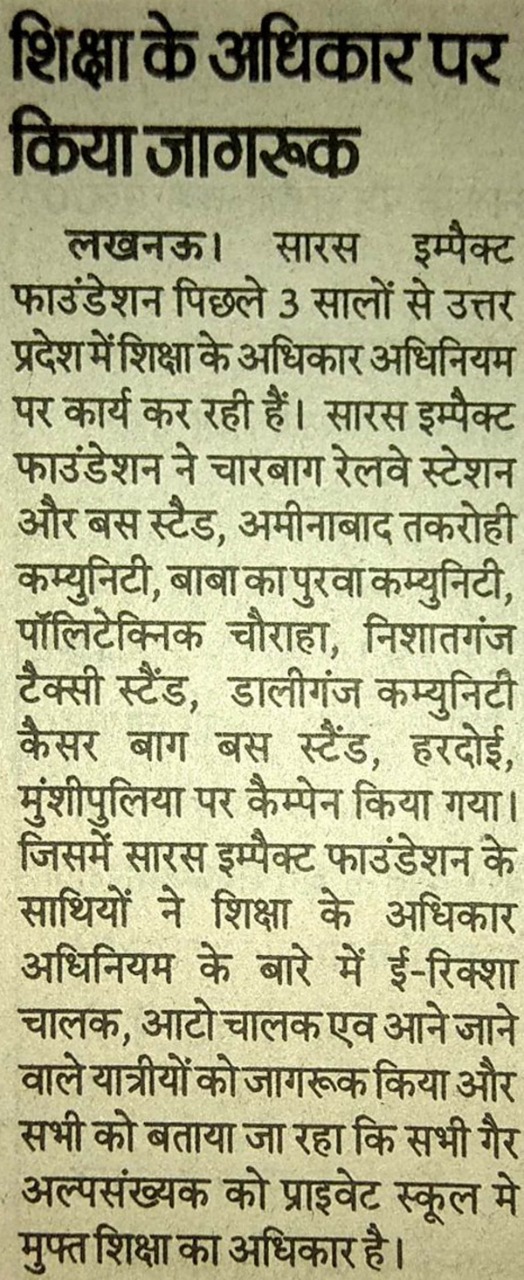 शिक्षा के अधिकार पर
किया जागरूक
लखनऊ। सारस इम्पैक्ट
फाउंडेशन पिछले 3 सालों से उत्तर
प्रदेश में शिक्षा के अधिकार अधिनियम
पर कार्य कर रही हैं। सारस इम्पैक्ट
फाउंडेशन ने चारबाग रेलवे स्टेशन
और बस स्टैड, अमीनाबाद तकरोही
कम्युनिटी, बाबा का पुरवा कम्युनिटी,
पॉलिटेक्निक चौराहा, निशातगंज
टैक्सी स्टैंड, डालीगंज कम्युनिटी
कैसर बाग बस स्टैंड, हरदोई,
मुंशीपुलिया पर कैम्पेन किया गया।
जिसमें सारस इम्पैक्ट फाउंडेशन के
साथियों ने शिक्षा के अधिकार
अधिनियम के बारे में ई-रिक्शा
चालक, आटो चालक एव आने जाने
वाले यात्रीयों को जागरूक किया और
सभी को बताया जा रहा कि सभी गैर
अल्पसंख्यक को प्राइवेट स्कूल मे
मुफ्त शिक्षा का अधिकार है।